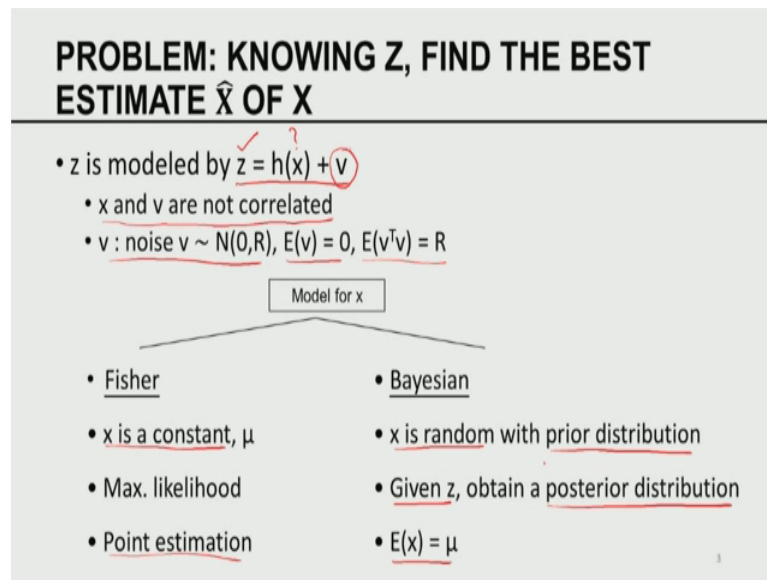 PROBLEM: KNOWING Z, FIND THE BEST
ESTIMATE X̂ OF X
?
• z is modeled by z = h(x) + v
• x and v are not correlated
• v : noise v ~ N(0,R), E(v) = 0, E(vᵀv) = R
Model for x
• Fisher
• x is a constant, μ
• Max. likelihood
• Point estimation
• Bayesian
• x is random with prior distribution
• Given z, obtain a posterior distribution
• E(x) = μ
3